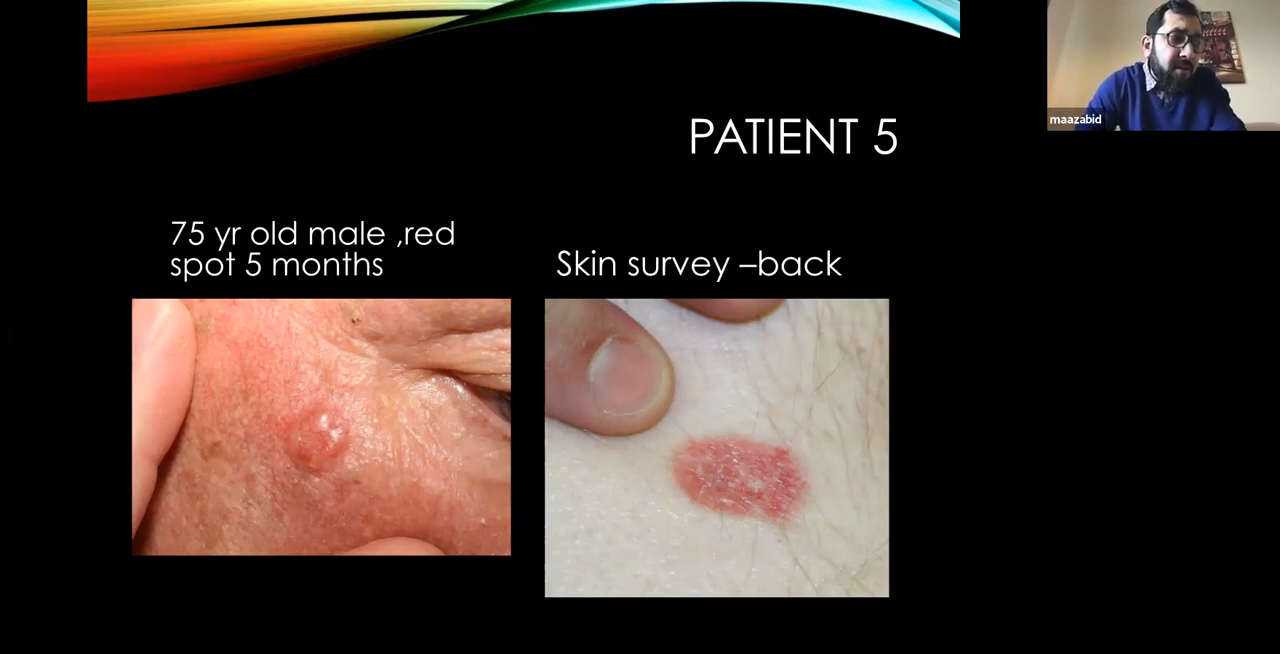 PATIENT 5
75 yr old male ,red
spot 5 months
Skin survey –back
maazabid